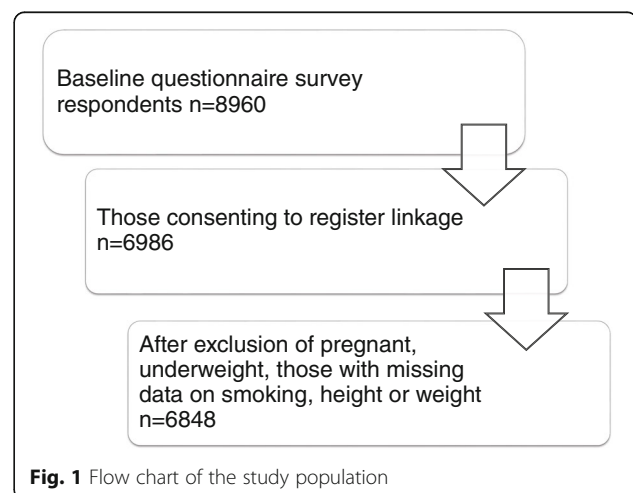 Baseline questionnaire survey
respondents n=8960
Those consenting to register linkage
n=6986
After exclusion of pregnant,
underweight, those with missing
data on smoking, height or weight
n=6848
Fig. 1 Flow chart of the study population